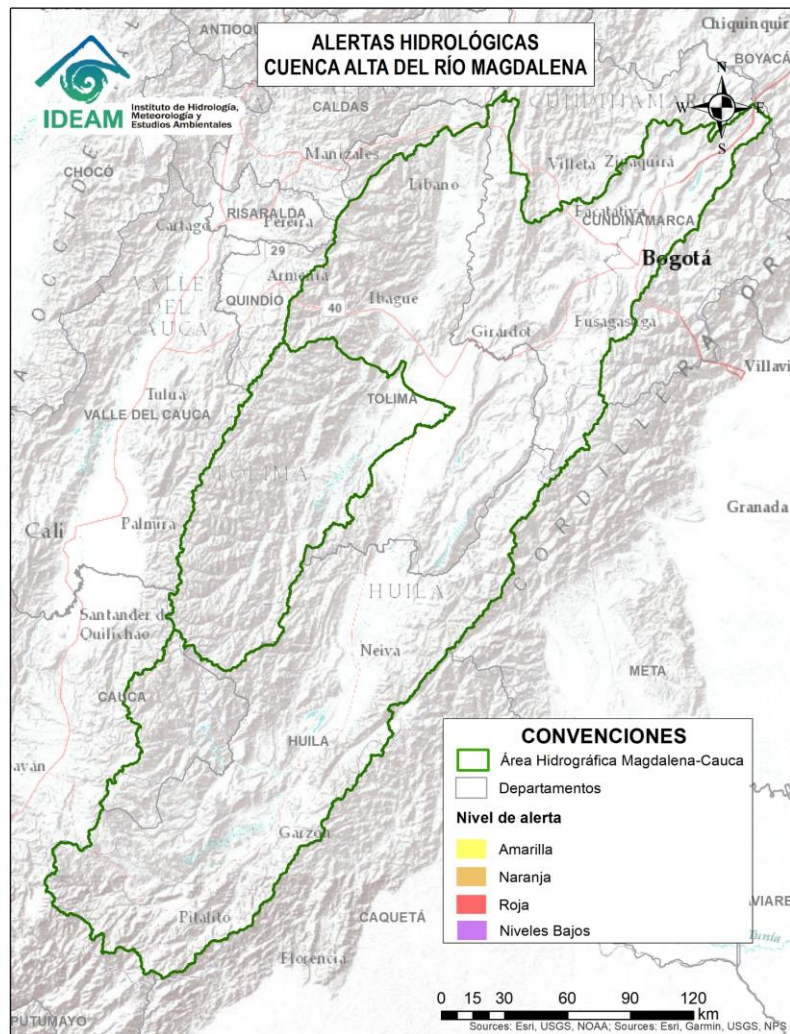 ALERTAS HIDROLÓGICAS
CUENCA ALTA DEL RÍO MAGDALENA
IDEAM
Instituto de Hidrología,
Meteorología y
Estudios Ambientales
Chiquinquir
BOYACÁ
N
W
E
S
CALDAS
Manizales
CHOCÓ
Líbano
Villeta
Zipaquirá
RISARALDA
Pereira
Cartago
Facatativá
CUNDINAMARCA
Bogotá
29
Armenia
VALLE
DEL
CAUCA
QUINDÍO
40
Ibagué
Girardot
Fusagasuga
Villavi
Tuluá
VALLE DEL CAUCA
TOLIMA
TOLIMA
CORDILLERA
Granada
Palmira
Cali
HUILA
Santander de
Quilichao
Neiva
META
CAUCA
HUILA
Garzón
Pitalito
CAQUETÁ
Florencia
PUTUMAYO
VIARE
CONVENCIONES
Área Hidrográfica Magdalena-Cauca
Departamentos
Nivel de alerta
Amarilla
Naranja
Roja
Niveles Bajos
0 15 30 60 90 120
km
Sources: Esri, USGS, NOAA; Sources: Esri, Garmin, USGS, NPS